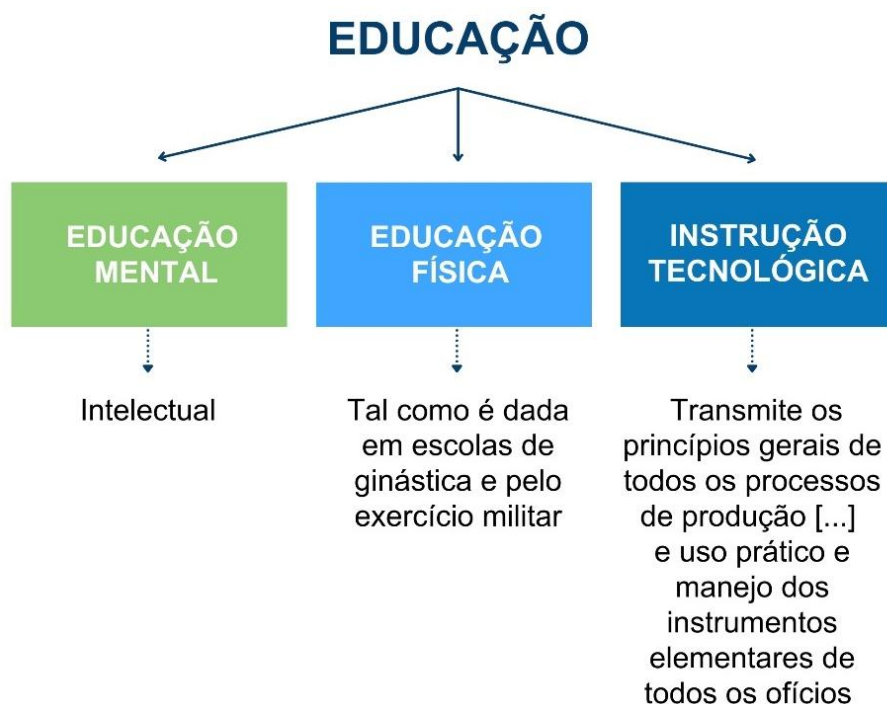 EDUCAÇÃO
EDUCAÇÃO
MENTAL
EDUCAÇÃO
FÍSICA
INSTRUÇÃO
TECNOLÓGICA
Intelectual
Tal como é dada
em escolas de
ginástica e pelo
exercício militar
Transmite os
princípios gerais de
todos os processos
de produção [...]
e uso prático e
manejo dos
instrumentos
elementares de
todos os ofícios